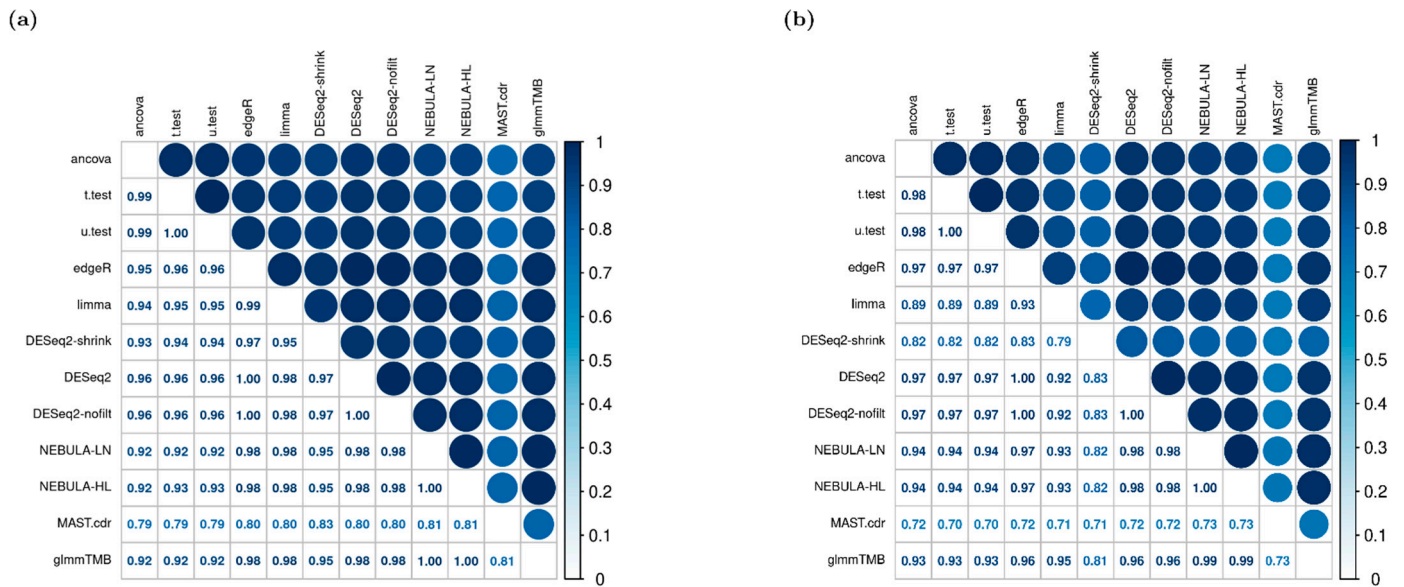 (a)
ancova t.test u.test edgeR limma DESeq2-shrink DESeq2 DESeq2-nofilt NEBULA-LN NEBULA-HL MAST.cdr glmmTMB
ancova
t.test 0.99
u.test 0.99 1.00
edgeR 0.95 0.96 0.96
limma 0.94 0.95 0.95 0.99
DESeq2-shrink 0.93 0.94 0.94 0.97 0.95
DESeq2 0.96 0.96 0.96 1.00 0.98 0.97
DESeq2-nofilt 0.96 0.96 0.96 1.00 0.98 0.97 1.00
NEBULA-LN 0.92 0.92 0.92 0.98 0.98 0.95 0.98 0.98
NEBULA-HL 0.92 0.93 0.93 0.98 0.98 0.95 0.98 0.98 1.00
MAST.cdr 0.79 0.79 0.79 0.80 0.80 0.83 0.80 0.80 0.81 0.81
glmmTMB 0.92 0.92 0.92 0.98 0.98 0.95 0.98 0.98 1.00 1.00 0.81
1
0.9
0.8
0.7
0.6
0.5
0.4
0.3
0.2
0.1
0
(b)
ancova t.test u.test edgeR limma DESeq2-shrink DESeq2 DESeq2-nofilt NEBULA-LN NEBULA-HL MAST.cdr glmmTMB
ancova
t.test 0.98
u.test 0.98 1.00
edgeR 0.97 0.97 0.97
limma 0.89 0.89 0.89 0.93
DESeq2-shrink 0.82 0.82 0.82 0.83 0.79
DESeq2 0.97 0.97 0.97 1.00 0.92 0.83
DESeq2-nofilt 0.97 0.97 0.97 1.00 0.92 0.83 1.00
NEBULA-LN 0.94 0.94 0.94 0.97 0.93 0.82 0.98 0.98
NEBULA-HL 0.94 0.94 0.94 0.97 0.93 0.82 0.98 0.98 1.00
MAST.cdr 0.72 0.70 0.70 0.72 0.71 0.71 0.72 0.72 0.73 0.73
glmmTMB 0.93 0.93 0.93 0.96 0.95 0.81 0.96 0.96 0.99 0.99 0.73
1
0.9
0.8
0.7
0.6
0.5
0.4
0.3
0.2
0.1
0